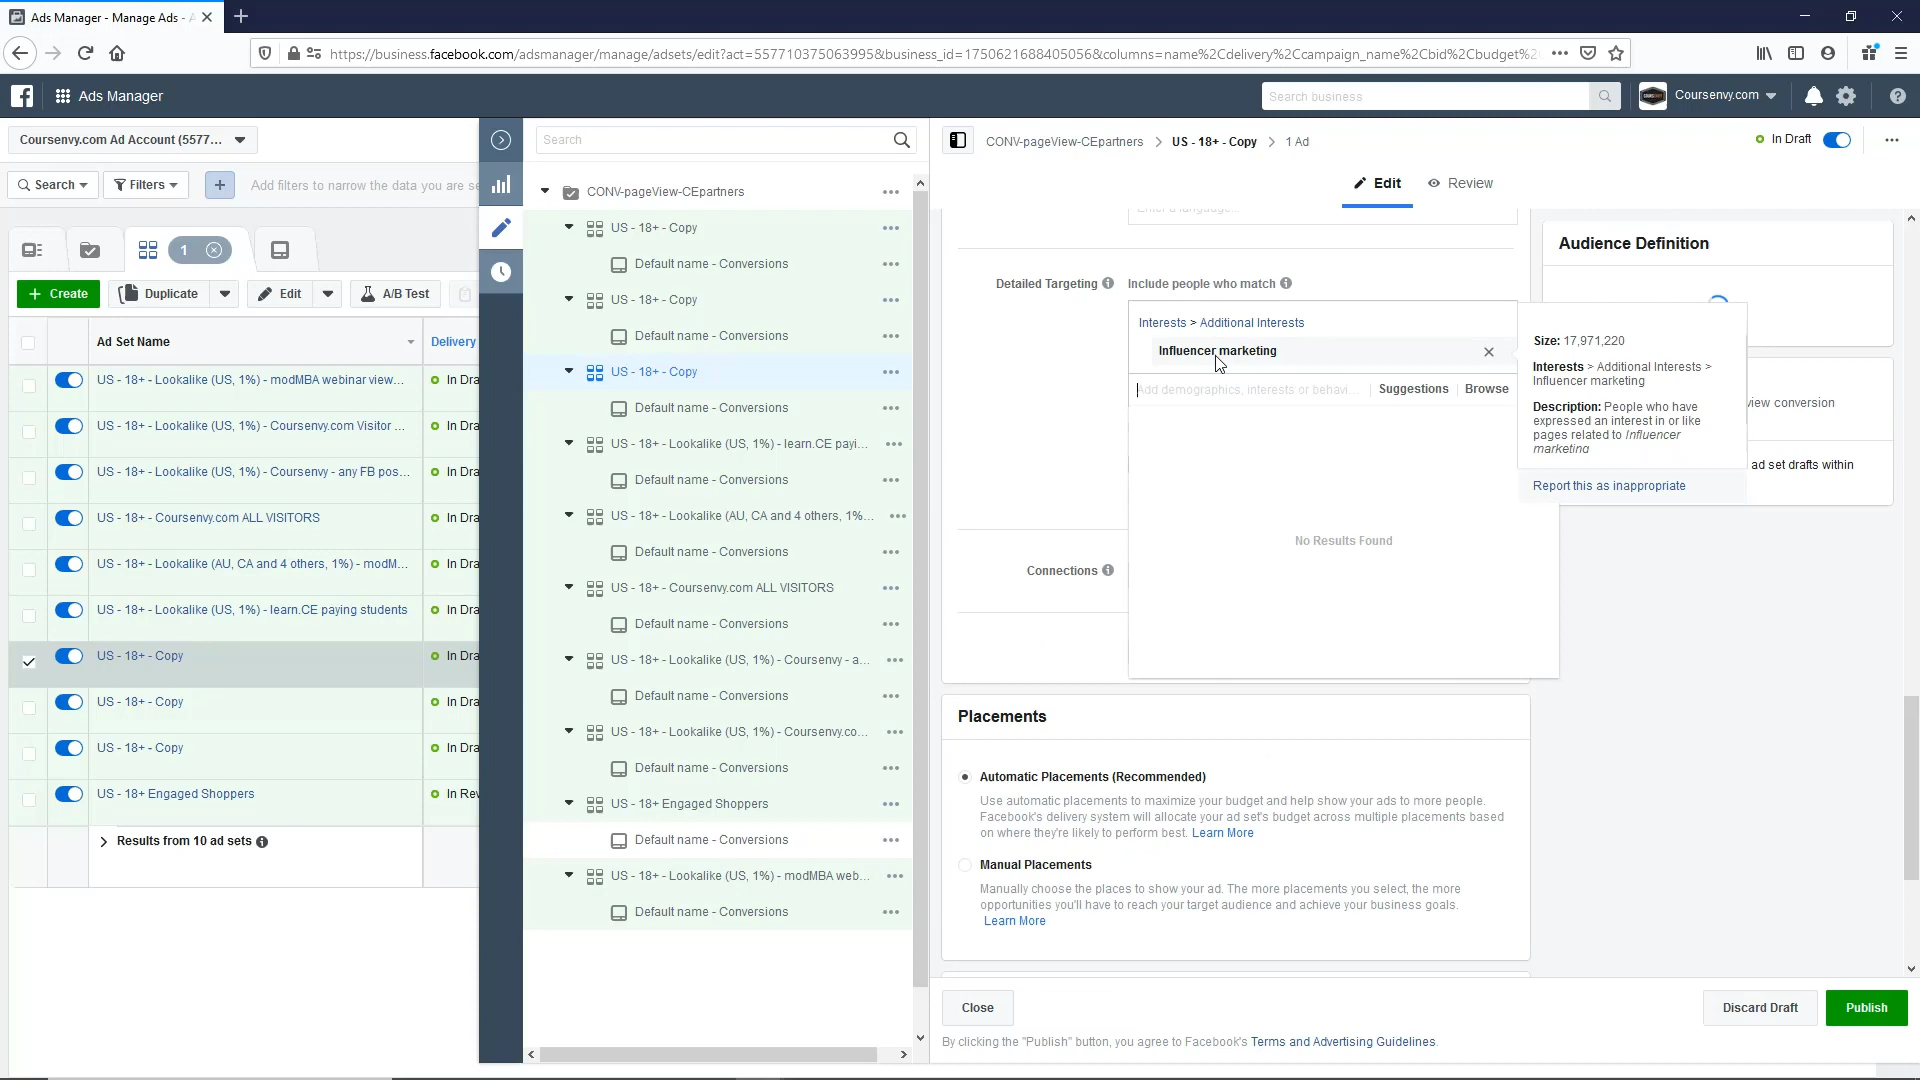 Ads Manager - Manage Ads - A
https://business.facebook.com/adsmanager/manage/adsets/edit?act=557710375063995&business_id=1750621688405056&columns=name%2Cdelivery%2Ccampaign_name%2Cbid%2Cbudget%2
Ads Manager
Search business
Coursenvy.com
Coursenvy.com Ad Account (5577...
Search
Filters
Add filters to narrow the data you are se
1
Create
Duplicate
Edit
A/B Test
Ad Set Name
Delivery
US - 18+ - Lookalike (US, 1%) - modMBA webinar view...
In Dra
US - 18+ - Lookalike (US, 1%) - Coursenvy.com Visitor ...
In Dra
US - 18+ - Lookalike (US, 1%) - Coursenvy - any FB pos...
In Dra
US - 18+ - Coursenvy.com ALL VISITORS
In Dra
US - 18+ - Lookalike (AU, CA and 4 others, 1%) - modM...
In Dra
US - 18+ - Lookalike (US, 1%) - learn.CE paying students
In Dra
US - 18+ - Copy
In Dra
US - 18+ - Copy
In Dra
US - 18+ - Copy
In Dra
US - 18+ Engaged Shoppers
In Rev
Results from 10 ad sets
Search
CONV-pageView-CEpartners
US - 18+ - Copy
Default name - Conversions
US - 18+ - Copy
Default name - Conversions
US - 18+ - Copy
Default name - Conversions
US - 18+ - Lookalike (US, 1%) - learn.CE payi...
Default name - Conversions
US - 18+ - Lookalike (AU, CA and 4 others, 1%...
Default name - Conversions
US - 18+ - Coursenvy.com ALL VISITORS
Default name - Conversions
US - 18+ - Lookalike (US, 1%) - Coursenvy - a...
Default name - Conversions
US - 18+ - Lookalike (US, 1%) - Coursenvy.co...
Default name - Conversions
US - 18+ Engaged Shoppers
Default name - Conversions
US - 18+ - Lookalike (US, 1%) - modMBA web...
Default name - Conversions
CONV-pageView-CEpartners > US - 18+ - Copy > 1 Ad
In Draft
Edit
Review
Enter a language...
Detailed Targeting
Include people who match
Interests > Additional Interests
Influencer marketing
Add demographics, interests or behavi...
Suggestions
Browse
No Results Found
Connections
Audience Definition
Size: 17,971,220
Interests > Additional Interests >
Influencer marketing
Description: People who have
expressed an interest in or like
pages related to Influencer
marketing
Report this as inappropriate
view conversion
ad set drafts within
Placements
Automatic Placements (Recommended)
Use automatic placements to maximize your budget and help show your ads to more people.
Facebook's delivery system will allocate your ad set's budget across multiple placements based
on where they're likely to perform best. Learn More
Manual Placements
Manually choose the places to show your ad. The more placements you select, the more
opportunities you'll have to reach your target audience and achieve your business goals.
Learn More
Close
Discard Draft
Publish
By clicking the "Publish" button, you agree to Facebook's Terms and Advertising Guidelines.